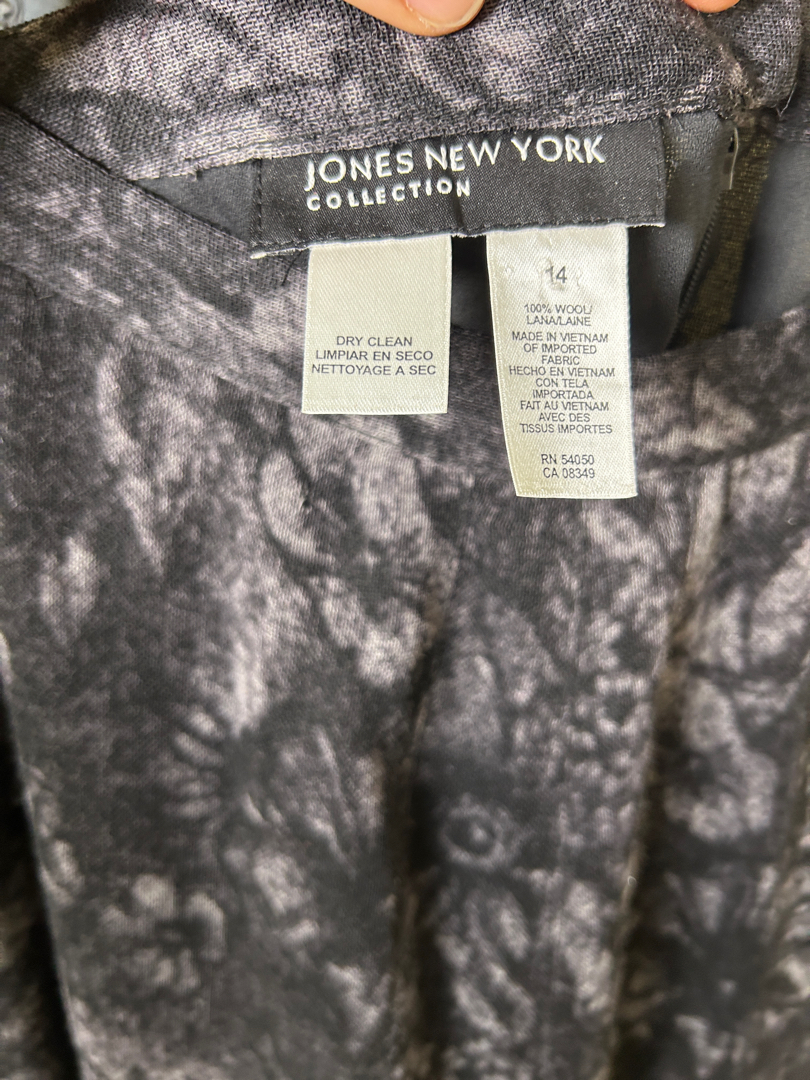 JONES NEW YORK
COLLECTION
DRY CLEAN
LIMPIAR EN SECO
NETTOYAGE A SEC
14
100% WOOL/
LANA/LAINE
MADE IN VIETNAM
OF IMPORTED
FABRIC
HECHO EN VIETNAM
CON TELA
IMPORTADA
FAIT AU VIETNAM
AVEC DES
TISSUS IMPORTES
RN 54050
CA 08349